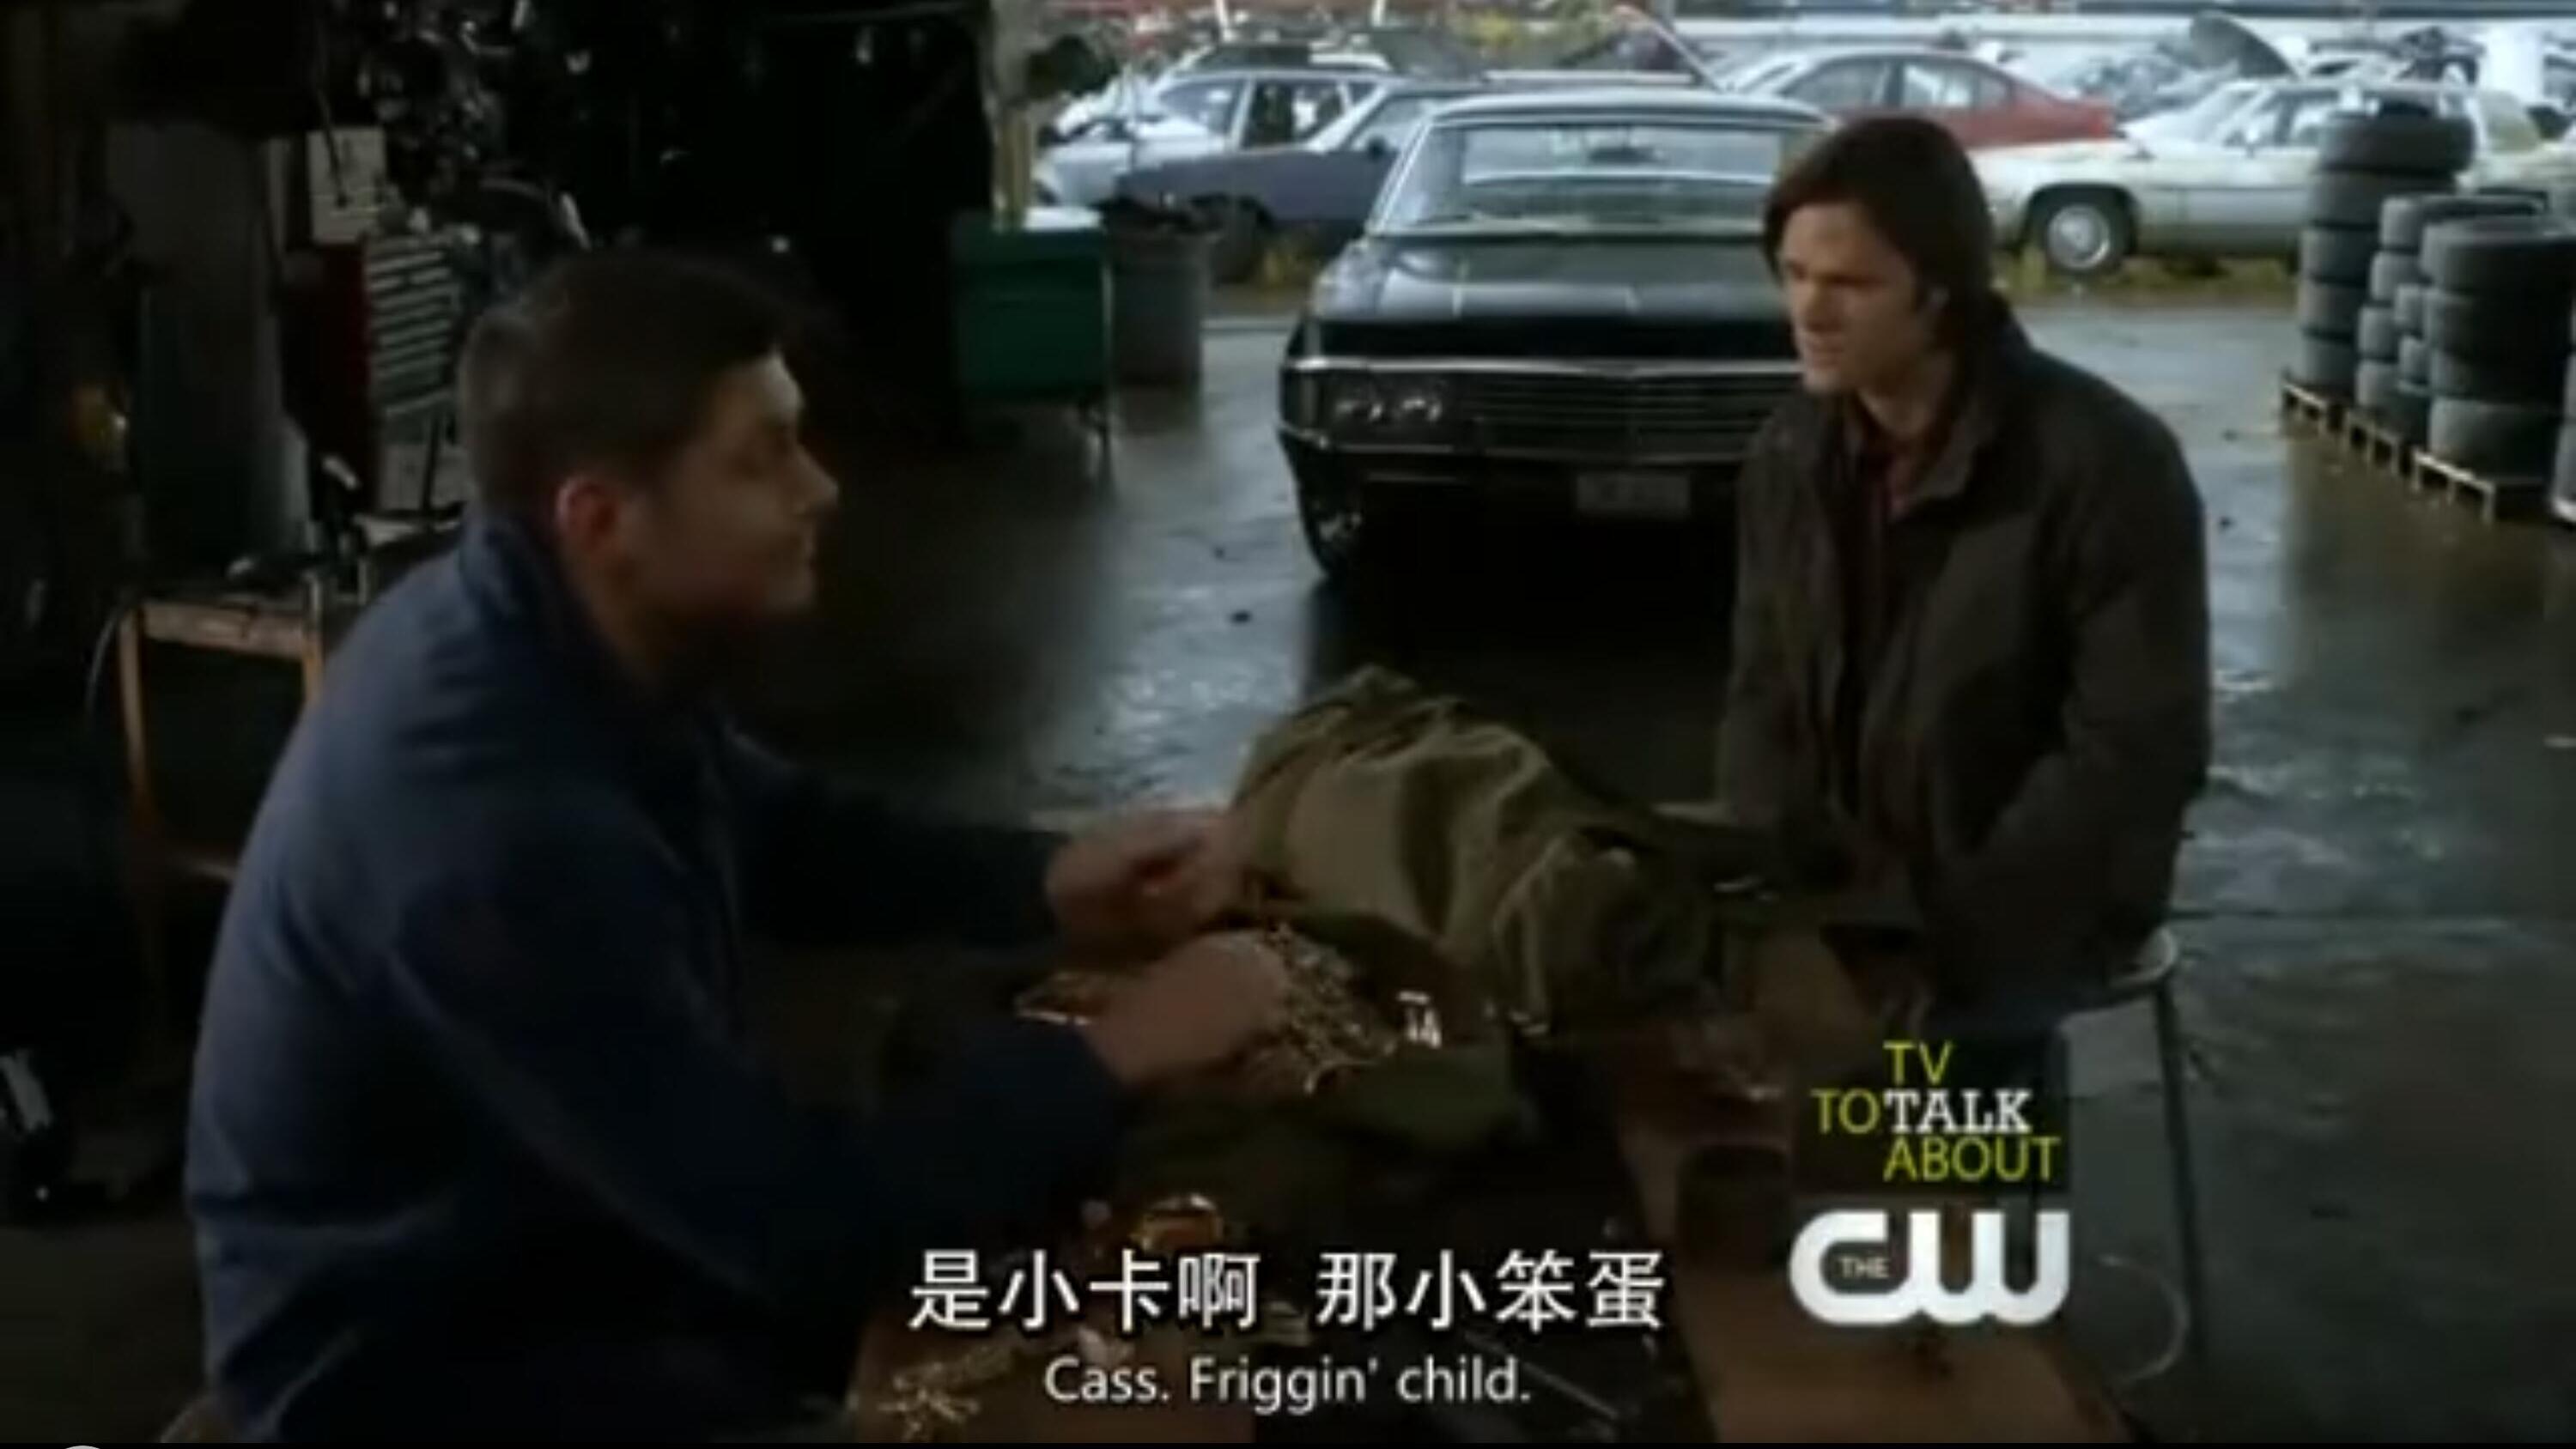 TV
TO TALK
ABOUT
THE CW
是小卡啊 那小笨蛋
Cass. Friggin' child.